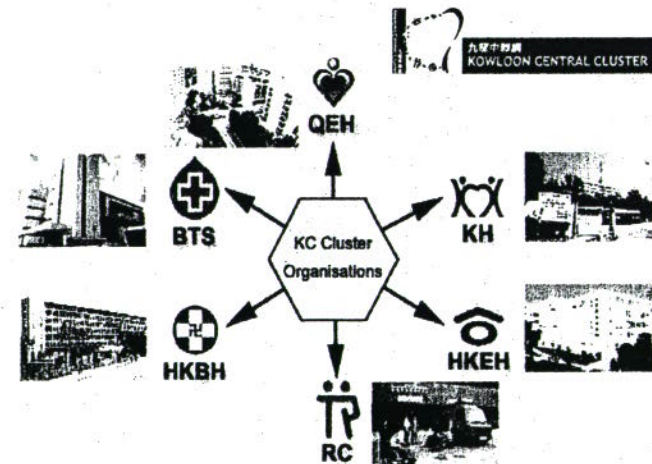 九龍中聯網
KOWLOON CENTRAL CLUSTER
QEH
BTS
KH
KC Cluster
Organisations
HKBH
HKEH
RC